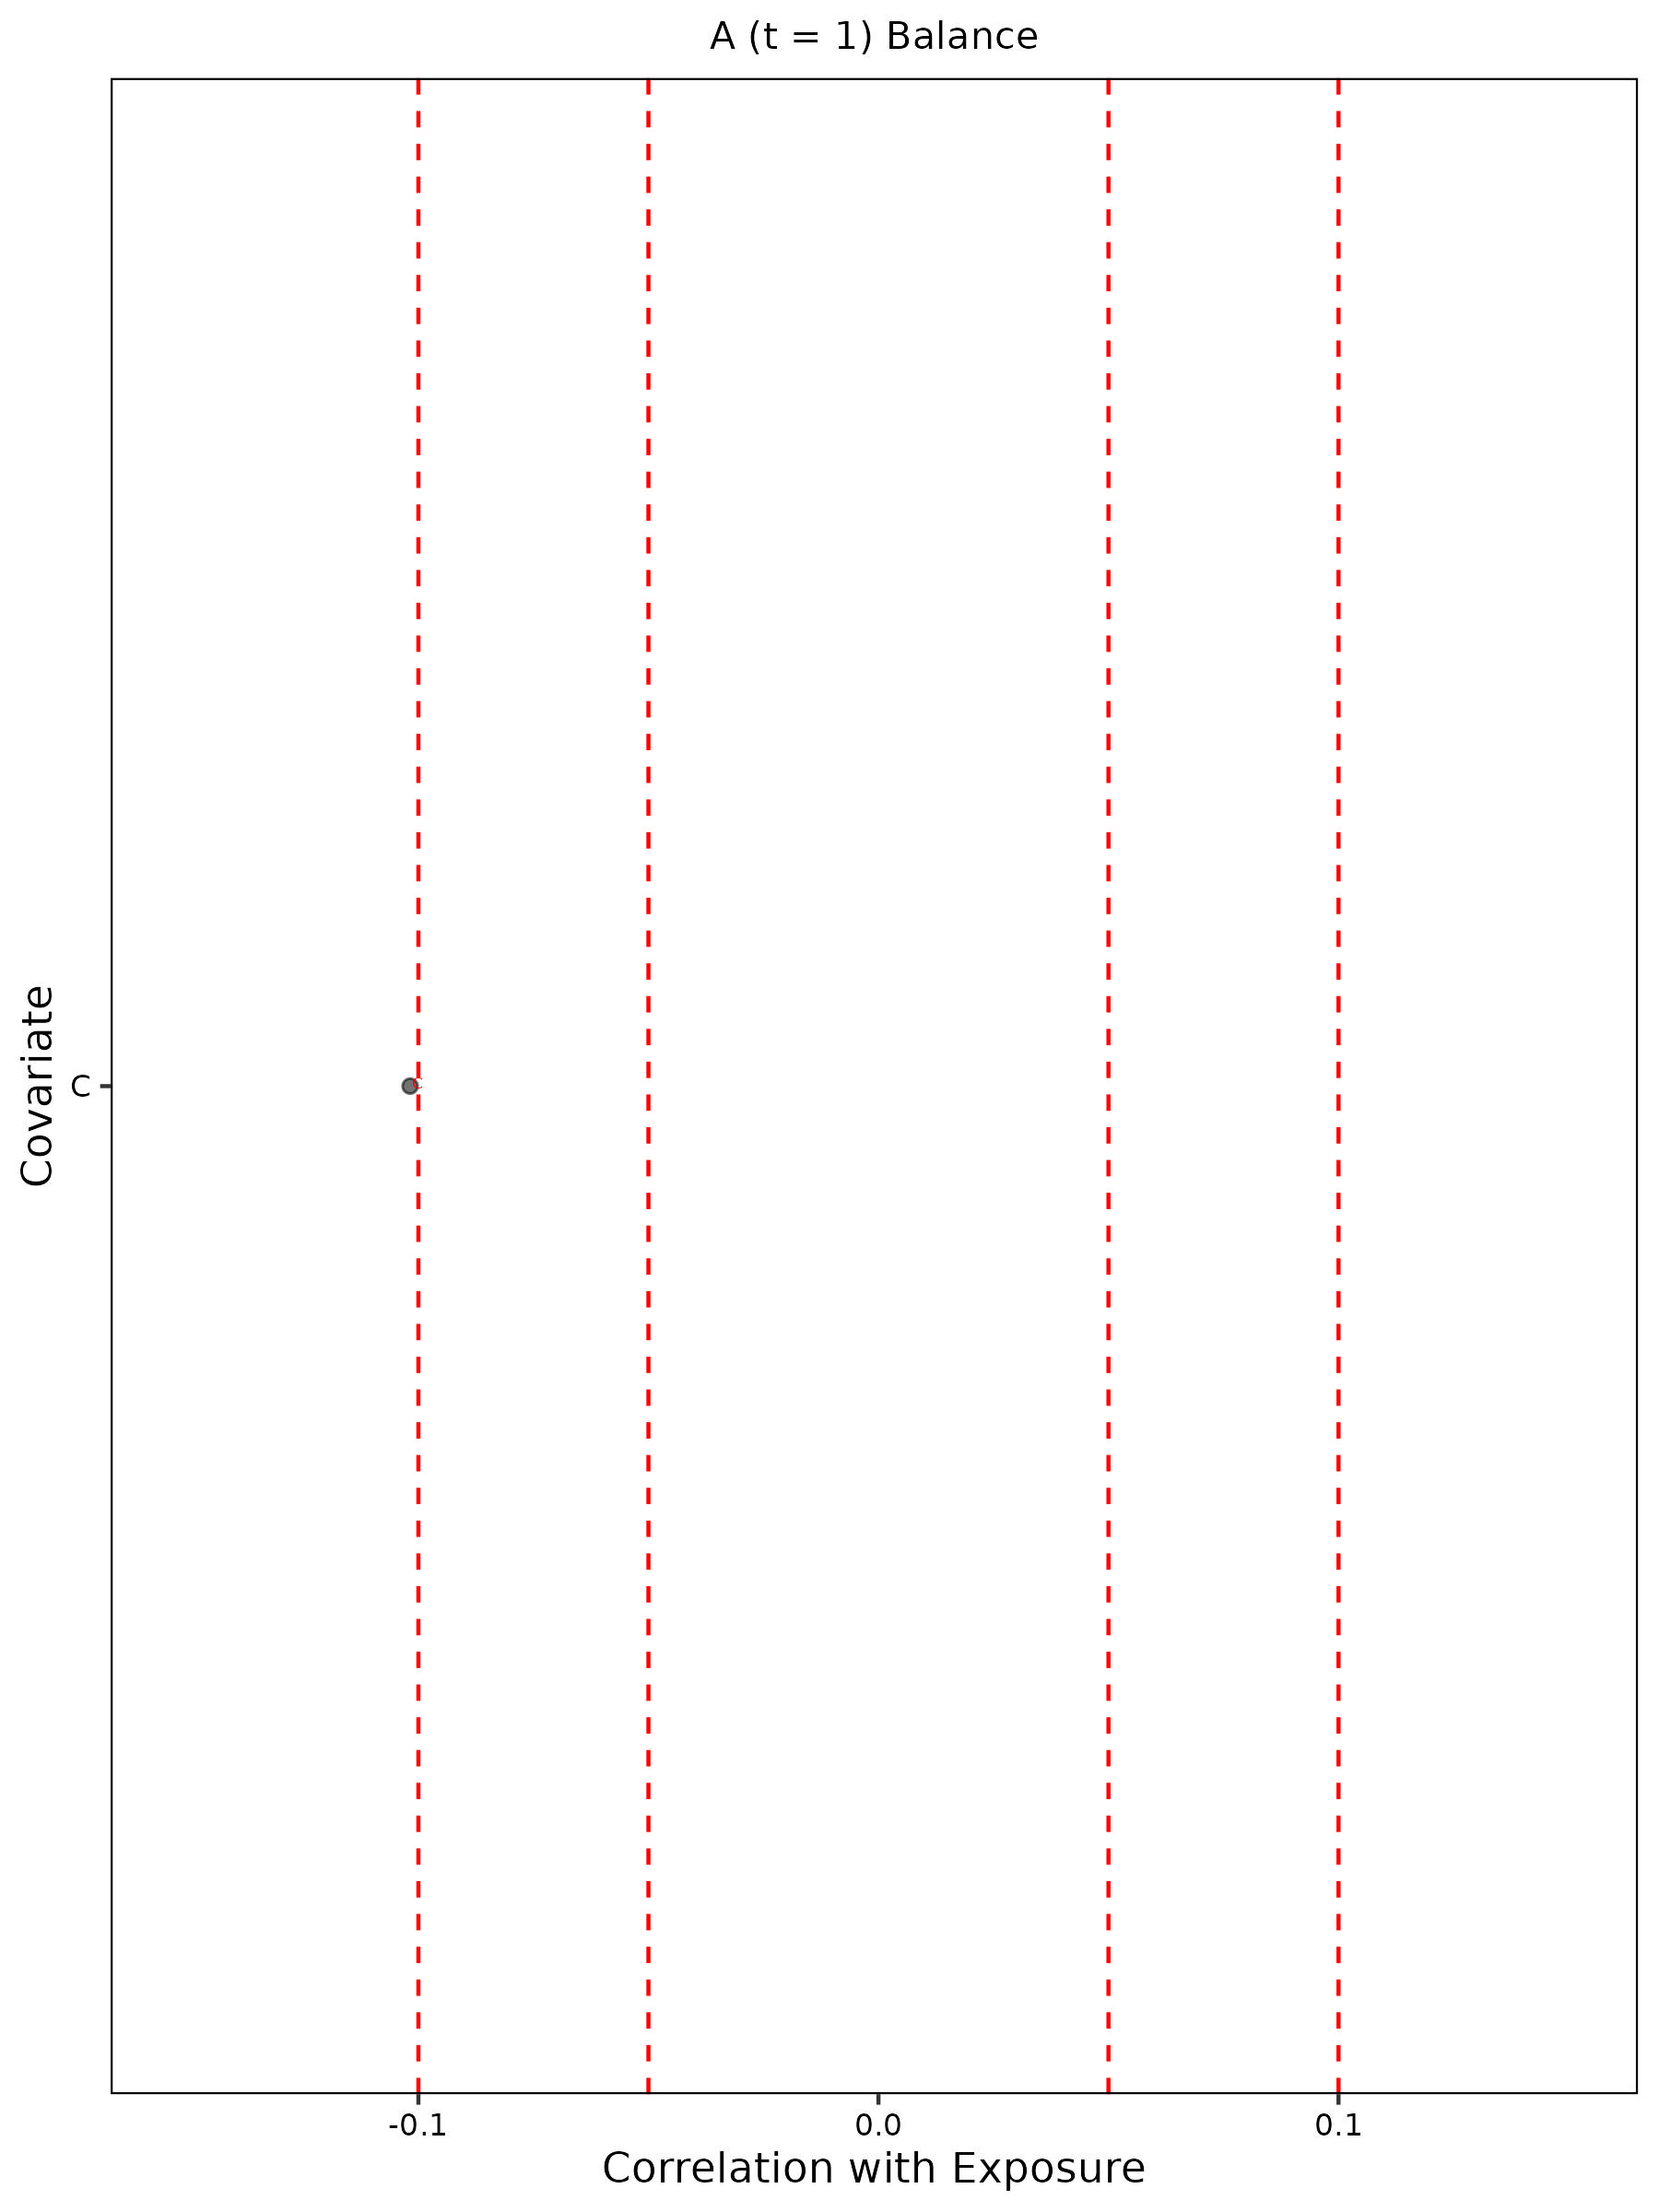 A (t = 1) Balance
Covariate
C
C
-0.1
0.0
0.1
Correlation with Exposure